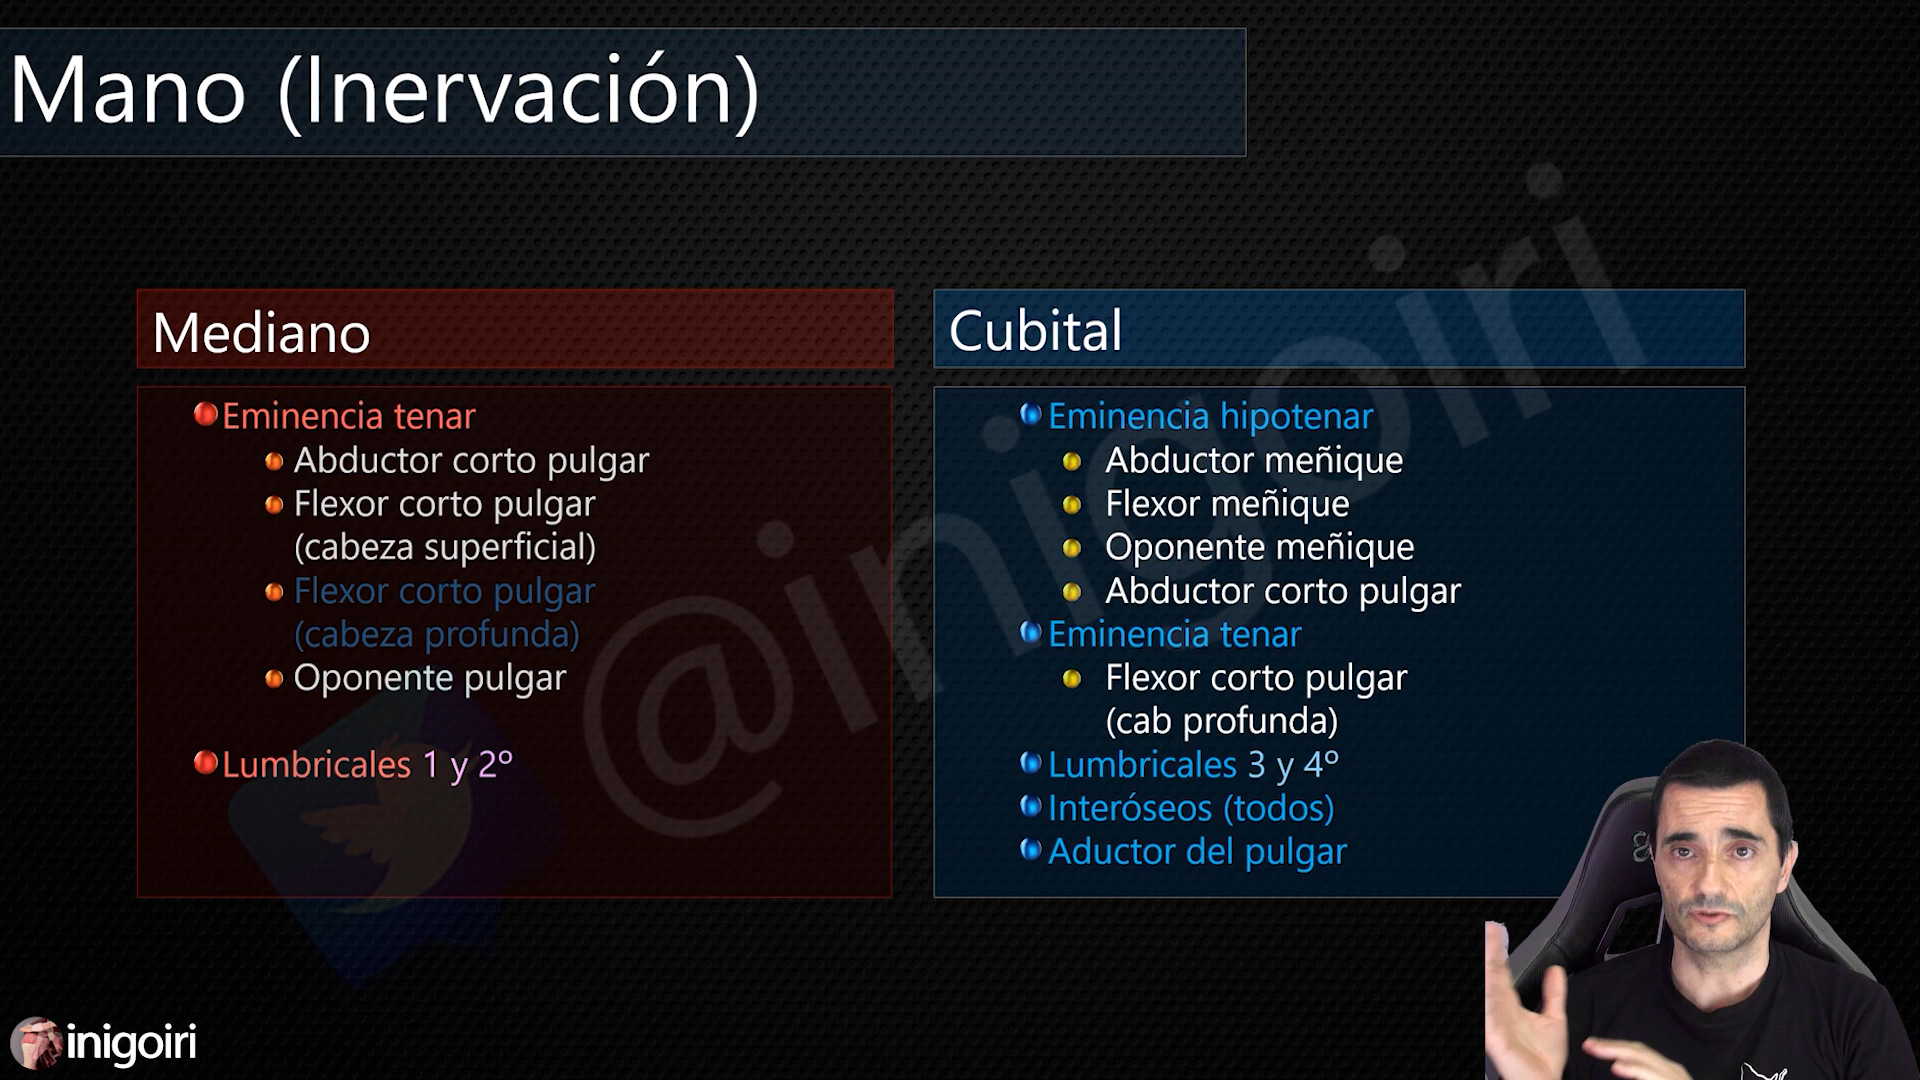 Mano (Inervación)
Mediano
Eminencia tenar
Abductor corto pulgar
Flexor corto pulgar
(cabeza superficial)
Flexor corto pulgar
(cabeza profunda)
Oponente pulgar
Lumbricales 1 y 2º
Cubital
Eminencia hipotenar
Abductor meñique
Flexor meñique
Oponente meñique
Abductor corto pulgar
Eminencia tenar
Flexor corto pulgar
(cab profunda)
Lumbricales 3 y 4º
Interóseos (todos)
Aductor del pulgar
@inigoiri
inigoiri